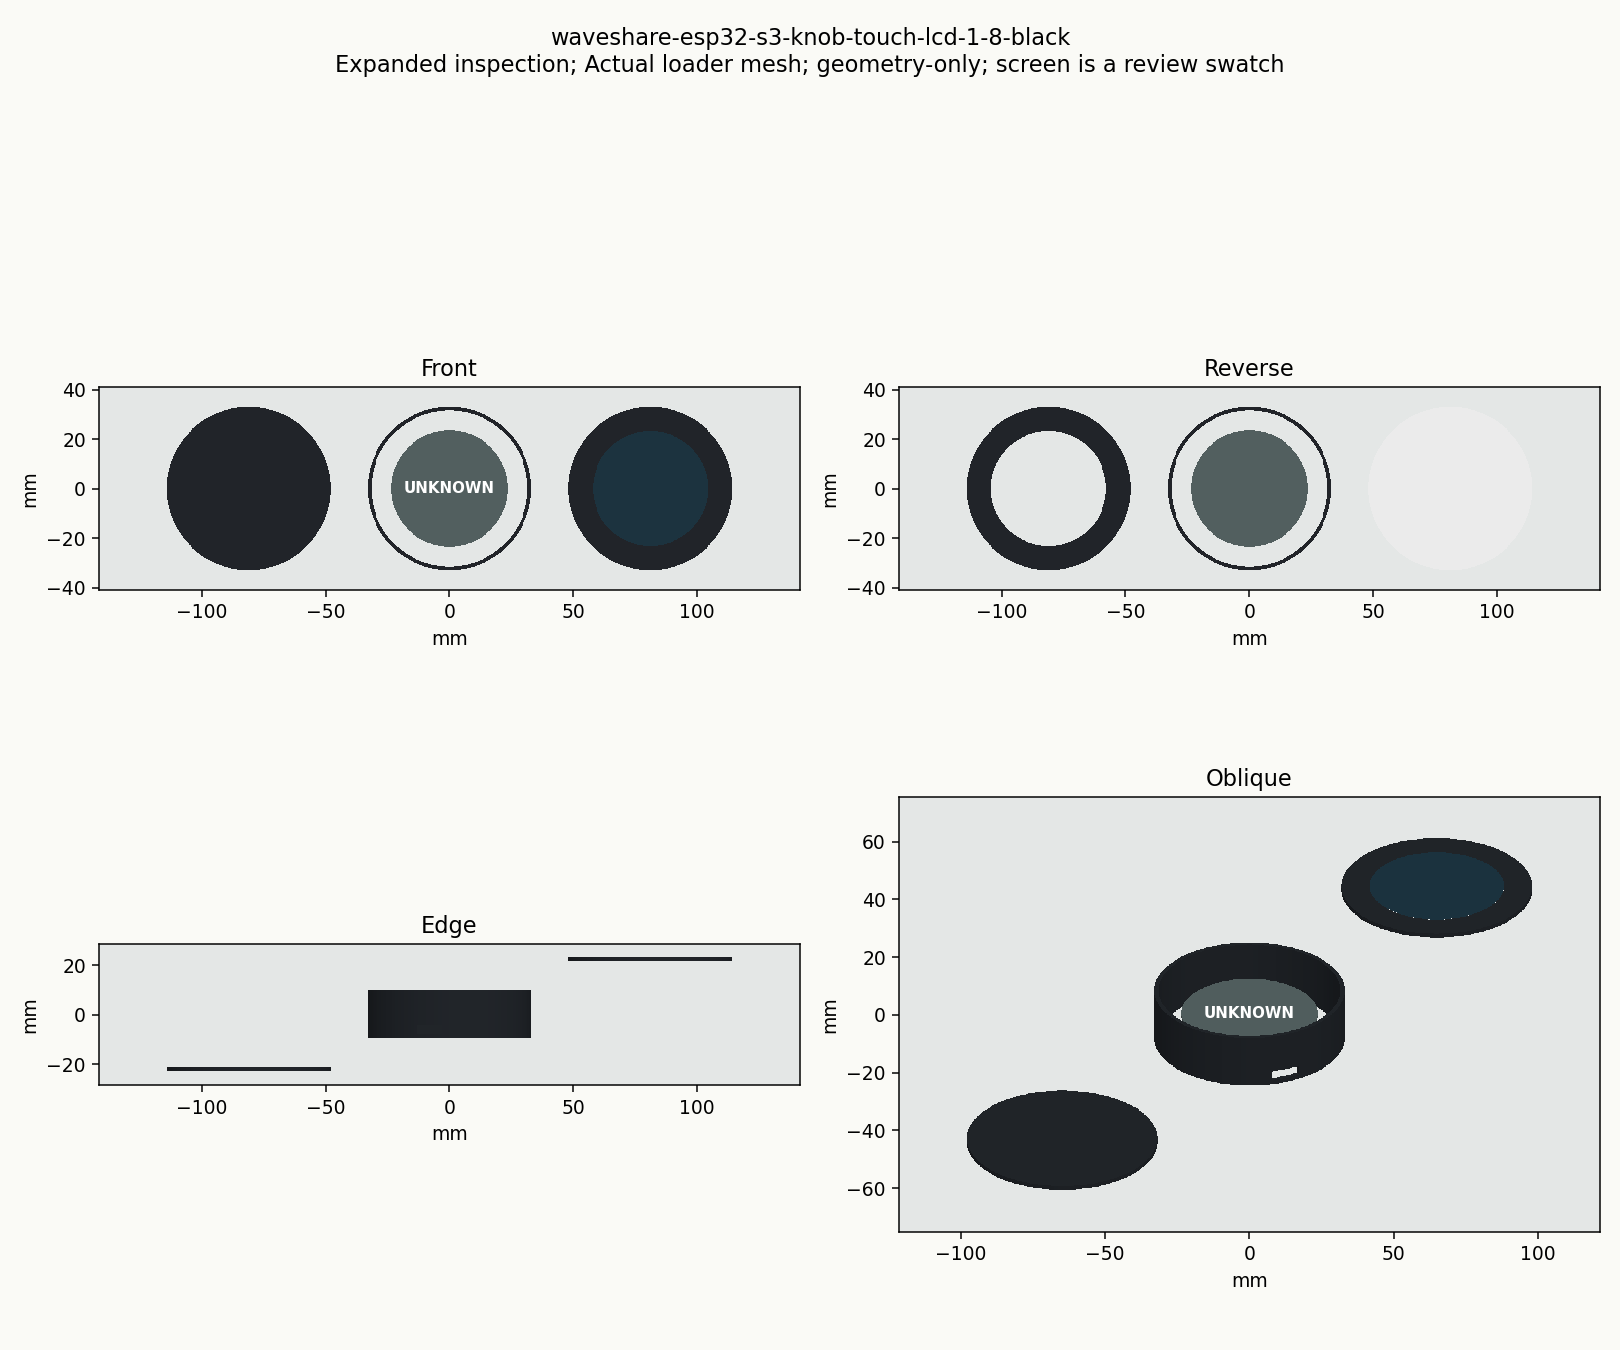 waveshare-esp32-s3-knob-touch-lcd-1-8-black
Expanded inspection; Actual loader mesh; geometry-only; screen is a review swatch
Front
40
20
0
−20
−40
mm
UNKNOWN
−100
−50
0
50
100
mm
Reverse
40
20
0
−20
−40
mm
−100
−50
0
50
100
mm
Edge
20
0
−20
mm
−100
−50
0
50
100
mm
Oblique
60
40
20
0
−20
−40
−60
mm
UNKNOWN
−100
−50
0
50
100
mm